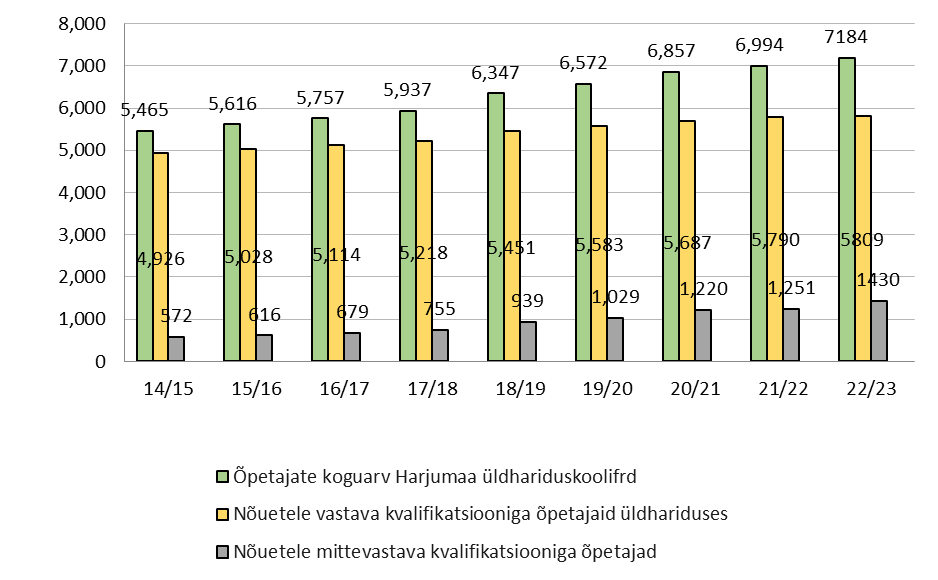 8,000
7,000
6,000
5,000
4,000
3,000
2,000
1,000
0
5,465 5,616 5,757 5,937 6,347 6,572 6,857 6,994 7184
4,926 5,028 5,114 5,218 5,451 5,583 5,687 5,790 5809
572 616 679 755 939 1,029 1,220 1,251 1430
14/15 15/16 16/17 17/18 18/19 19/20 20/21 21/22 22/23
Õpetajate koguarv Harjumaa üldhariduskoolifrd
Nõuetele vastava kvalifikatsiooniga õpetajaid üldhariduses
Nõuetele mittevastava kvalifikatsiooniga õpetajad